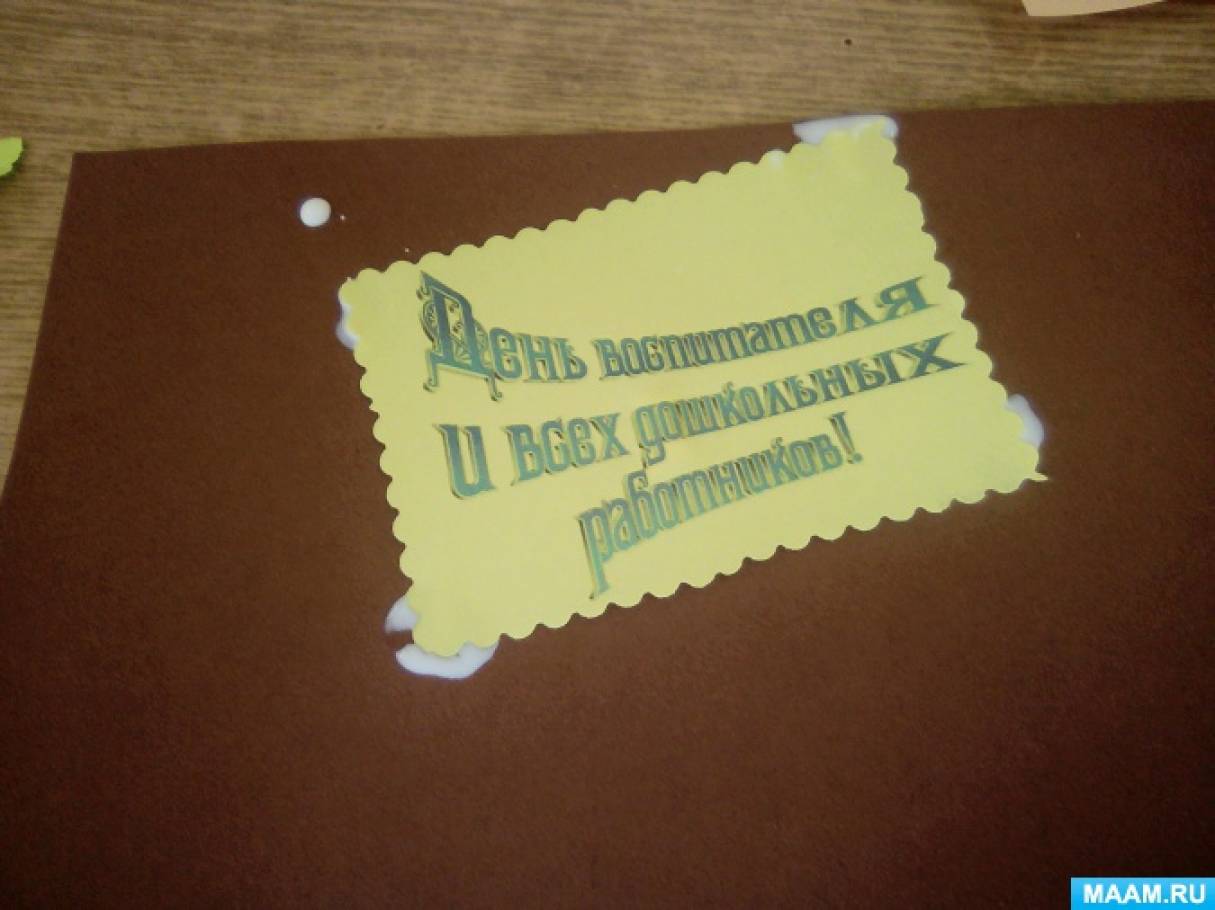 День воспитателя
И всех дошкольных
работников!
MAAM.RU